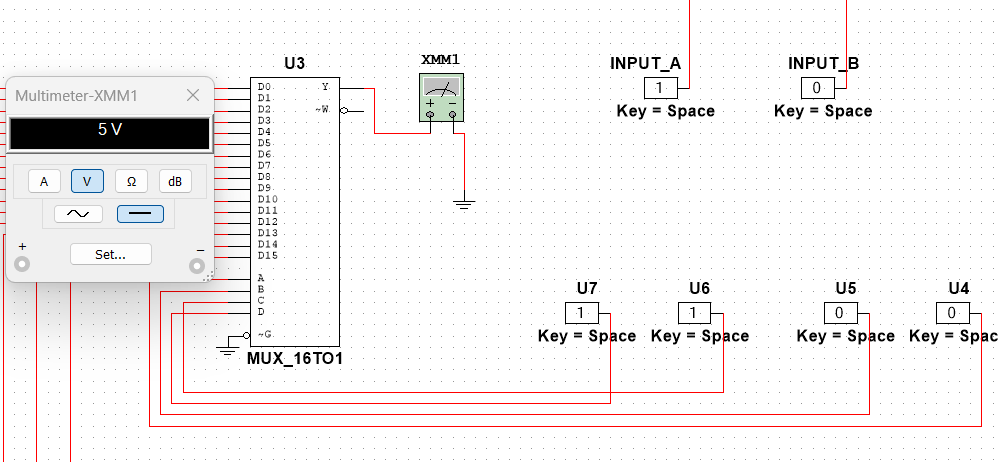 Multimeter-XMM1
5 V
A
V
Ω
dB
+
Set...
−
U3
D0
D1
D2
D3
D4
D5
D6
D7
D8
D9
D10
D11
D12
D13
D14
D15
A
B
C
D
~G
Y
~W
MUX_16TO1
XMM1
+ −
INPUT_A
1
Key = Space
INPUT_B
0
Key = Space
U7
1
Key = Space
U6
1
Key = Space
U5
0
Key = Space
U4
0
Key = Spac